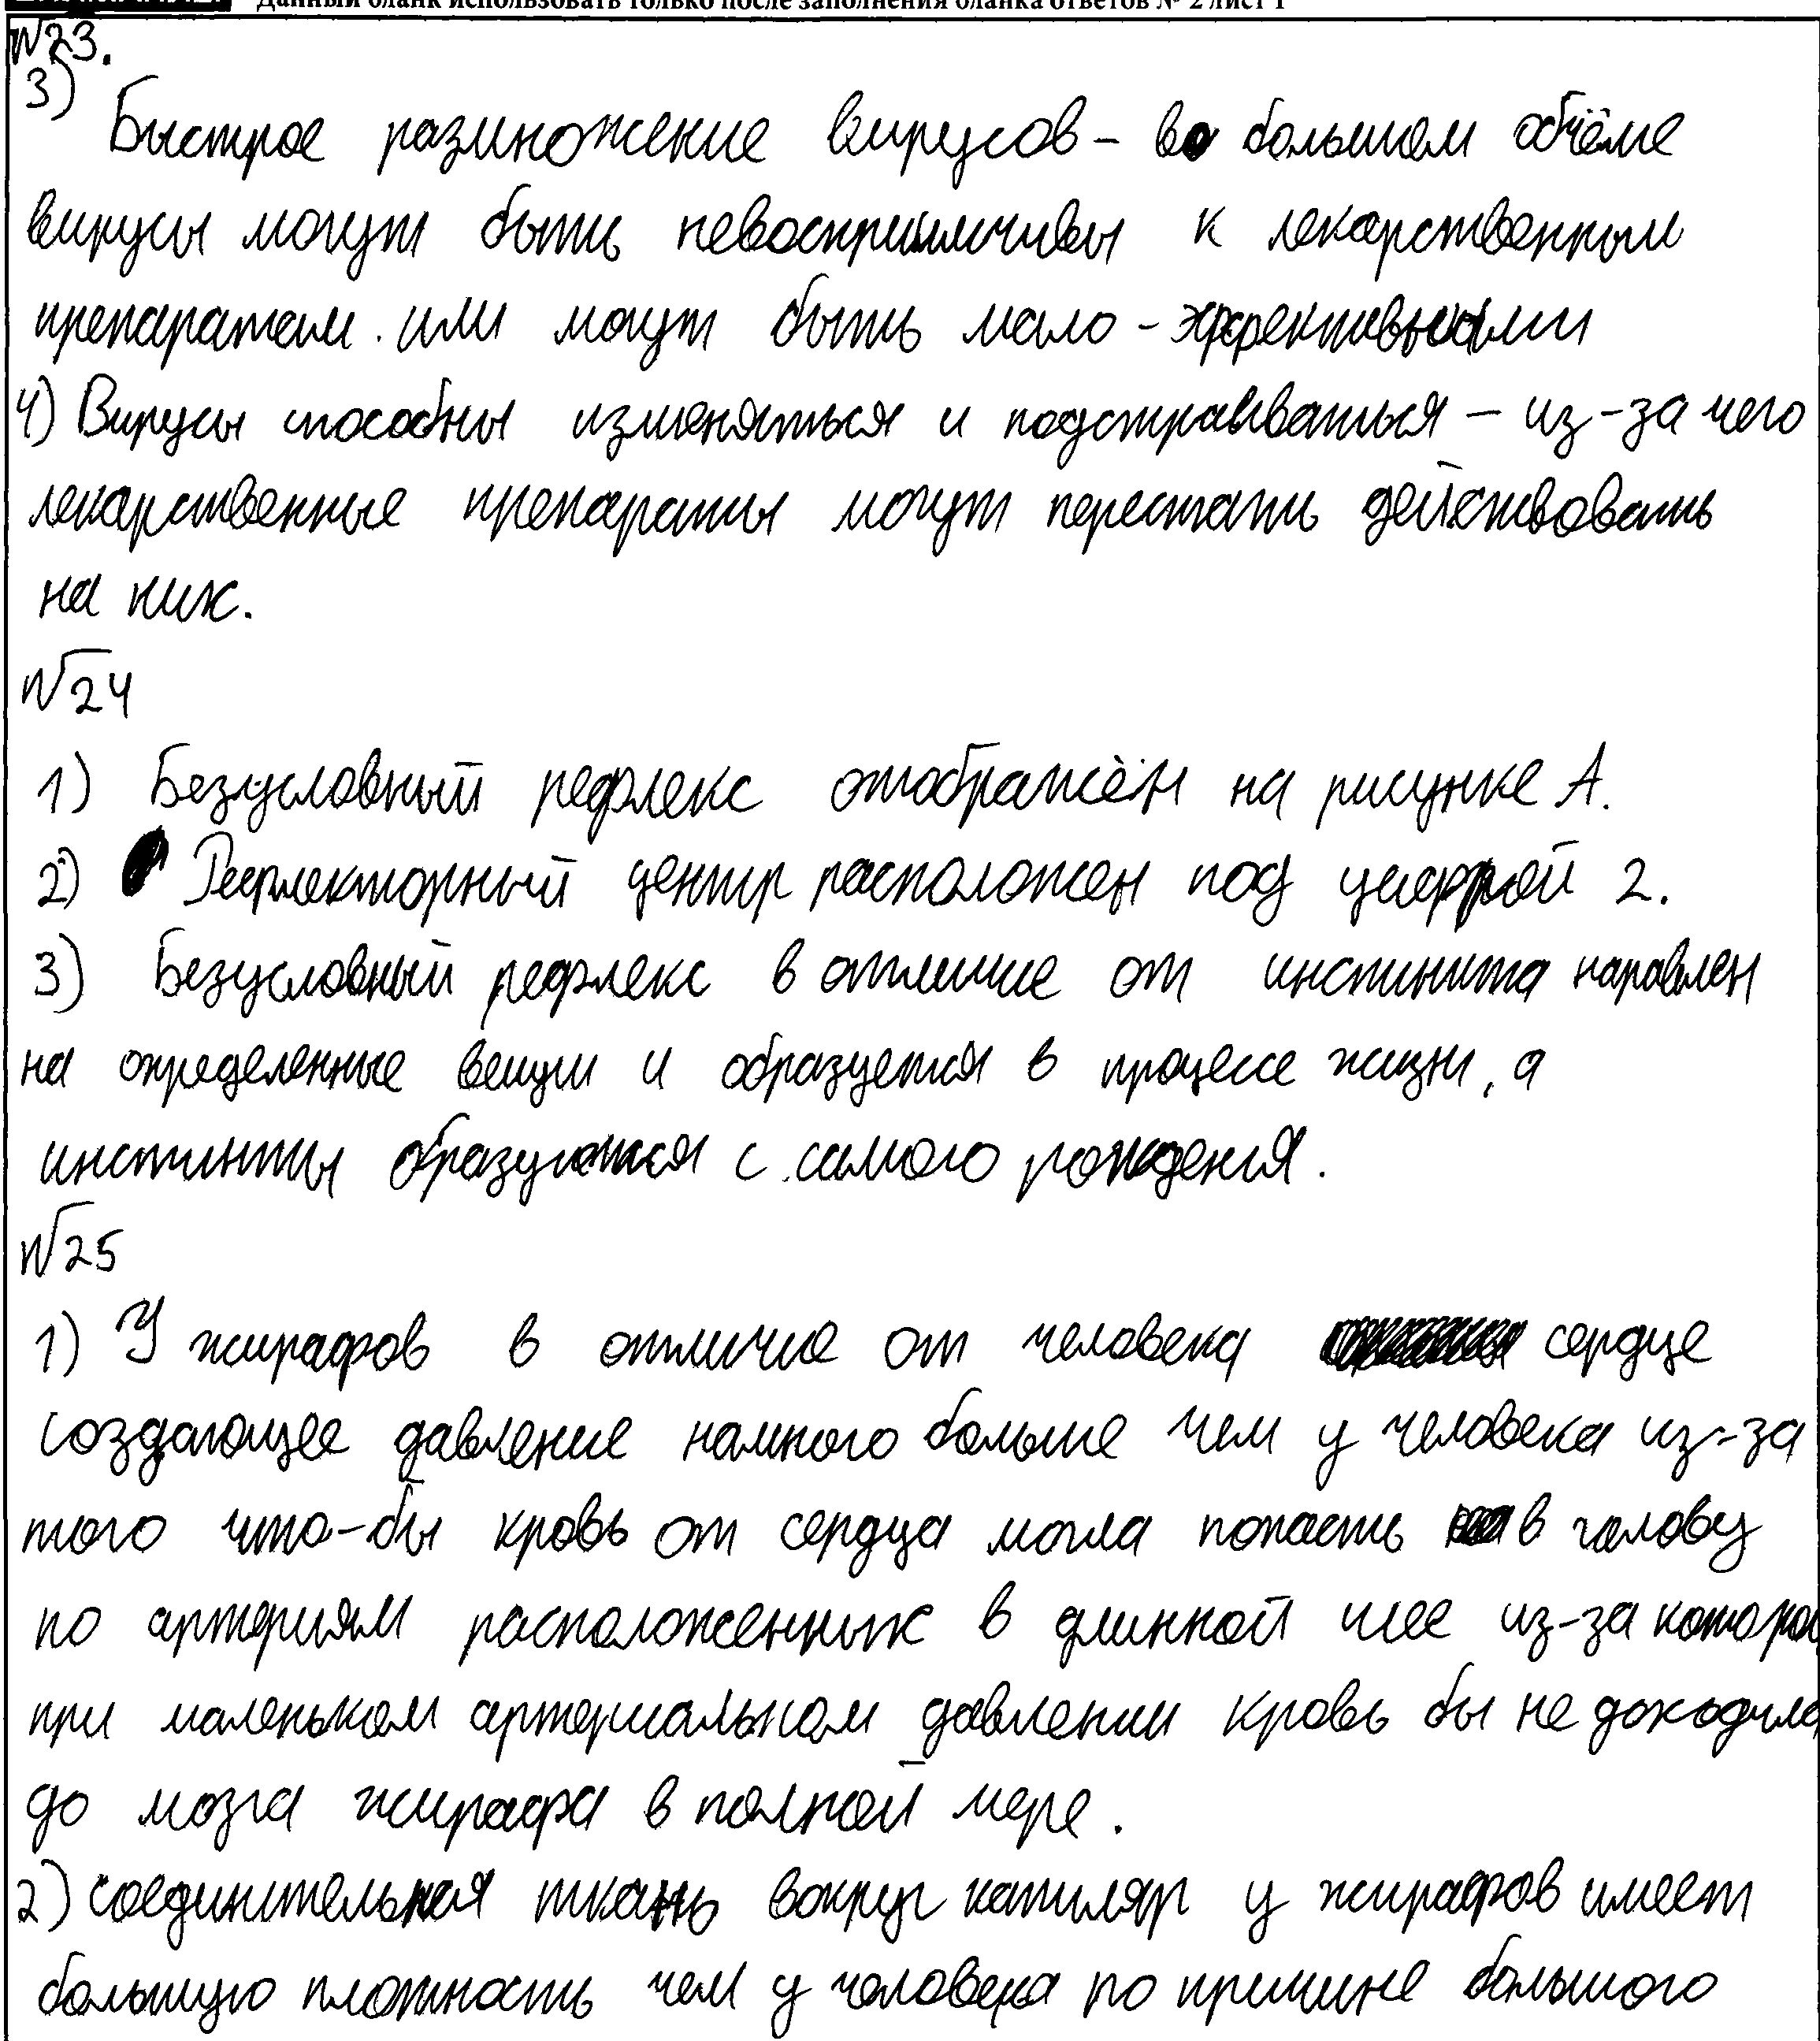 Данный бланк использовать только после заполнения бланка ответов № 2 лист 1
№23.
3)
Быстрое размножение вирусов – в большом объёме
вирусы могут быть невосприимчивы к лекарственным
препаратам. или могут быть мало-эффективными
4) Вирусы способны изменяться и подстраиваться – из-за чего
лекарственные препараты могут перестать действовать
на них.
№24
1) Безусловный рефлекс отображён на рисунке А.
2) Рефлекторный центр расположен под цифрой 2.
3) Безусловный рефлекс в отличие от инстинкта наравлен
на определенные вещи и образуется в процессе жизни, а
инстинкты образуются с самого рождения.
№25
1) У жирафов в отличие от человека сердце
создающее давление намного больше чем у человека из-за
того что-бы кровь от сердца могла попасть в голову
по артериям расположенных в длинной шее из-за которой
при маленьком артериальном давлении кровь бы не доходила
до мозга жирафа в полной мере.
2) соединительная ткань вокруг капиляр у жирафов имеет
большую плотность чем у человека по причине большого